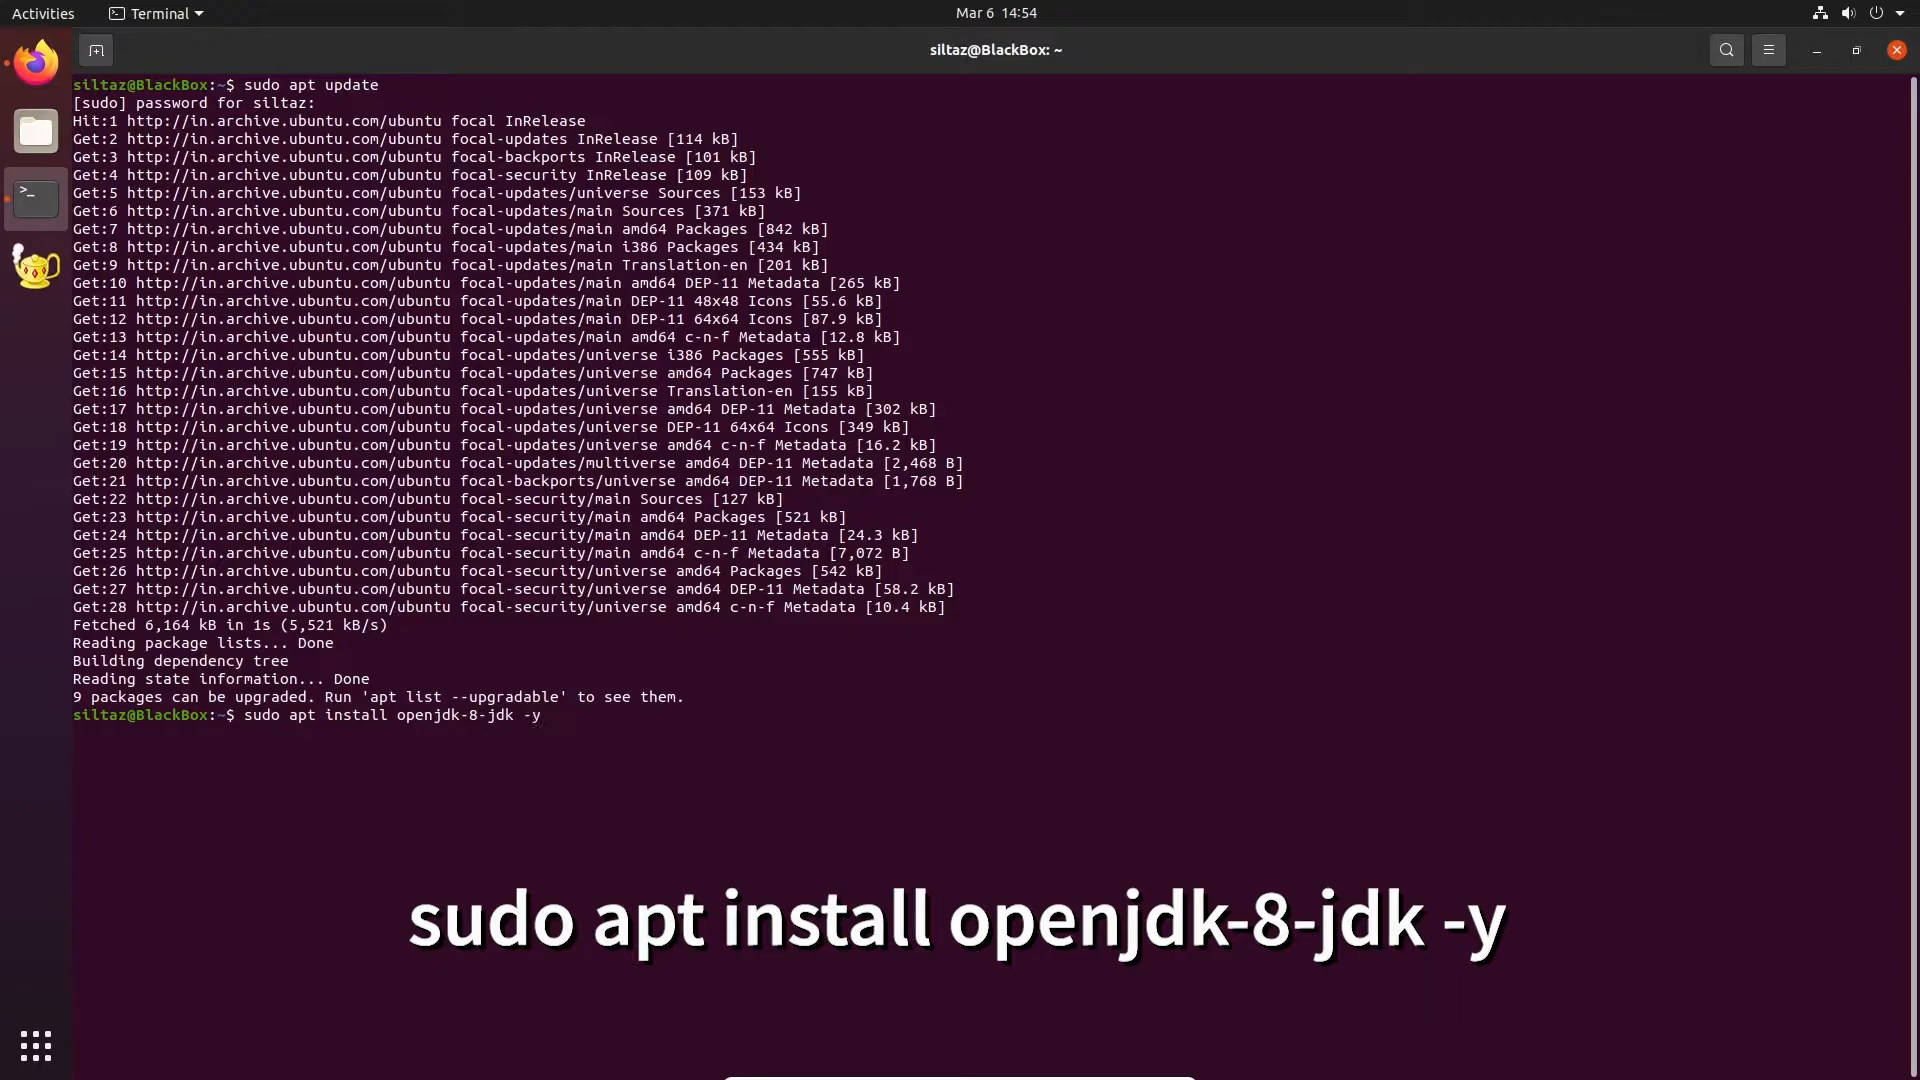 Activities
Terminal
Mar 6 14:54
siltaz@BlackBox: ~
siltaz@BlackBox:~$ sudo apt update
[sudo] password for siltaz:
Hit:1 http://in.archive.ubuntu.com/ubuntu focal InRelease
Get:2 http://in.archive.ubuntu.com/ubuntu focal-updates InRelease [114 kB]
Get:3 http://in.archive.ubuntu.com/ubuntu focal-backports InRelease [101 kB]
Get:4 http://in.archive.ubuntu.com/ubuntu focal-security InRelease [109 kB]
Get:5 http://in.archive.ubuntu.com/ubuntu focal-updates/universe Sources [153 kB]
Get:6 http://in.archive.ubuntu.com/ubuntu focal-updates/main Sources [371 kB]
Get:7 http://in.archive.ubuntu.com/ubuntu focal-updates/main amd64 Packages [842 kB]
Get:8 http://in.archive.ubuntu.com/ubuntu focal-updates/main i386 Packages [434 kB]
Get:9 http://in.archive.ubuntu.com/ubuntu focal-updates/main Translation-en [201 kB]
Get:10 http://in.archive.ubuntu.com/ubuntu focal-updates/main amd64 DEP-11 Metadata [265 kB]
Get:11 http://in.archive.ubuntu.com/ubuntu focal-updates/main DEP-11 48x48 Icons [55.6 kB]
Get:12 http://in.archive.ubuntu.com/ubuntu focal-updates/main DEP-11 64x64 Icons [87.9 kB]
Get:13 http://in.archive.ubuntu.com/ubuntu focal-updates/main amd64 c-n-f Metadata [12.8 kB]
Get:14 http://in.archive.ubuntu.com/ubuntu focal-updates/universe i386 Packages [555 kB]
Get:15 http://in.archive.ubuntu.com/ubuntu focal-updates/universe amd64 Packages [747 kB]
Get:16 http://in.archive.ubuntu.com/ubuntu focal-updates/universe Translation-en [155 kB]
Get:17 http://in.archive.ubuntu.com/ubuntu focal-updates/universe amd64 DEP-11 Metadata [302 kB]
Get:18 http://in.archive.ubuntu.com/ubuntu focal-updates/universe DEP-11 64x64 Icons [349 kB]
Get:19 http://in.archive.ubuntu.com/ubuntu focal-updates/universe amd64 c-n-f Metadata [16.2 kB]
Get:20 http://in.archive.ubuntu.com/ubuntu focal-updates/multiverse amd64 DEP-11 Metadata [2,468 B]
Get:21 http://in.archive.ubuntu.com/ubuntu focal-backports/universe amd64 DEP-11 Metadata [1,768 B]
Get:22 http://in.archive.ubuntu.com/ubuntu focal-security/main Sources [127 kB]
Get:23 http://in.archive.ubuntu.com/ubuntu focal-security/main amd64 Packages [521 kB]
Get:24 http://in.archive.ubuntu.com/ubuntu focal-security/main amd64 DEP-11 Metadata [24.3 kB]
Get:25 http://in.archive.ubuntu.com/ubuntu focal-security/main amd64 c-n-f Metadata [7,072 B]
Get:26 http://in.archive.ubuntu.com/ubuntu focal-security/universe amd64 Packages [542 kB]
Get:27 http://in.archive.ubuntu.com/ubuntu focal-security/universe amd64 DEP-11 Metadata [58.2 kB]
Get:28 http://in.archive.ubuntu.com/ubuntu focal-security/universe amd64 c-n-f Metadata [10.4 kB]
Fetched 6,164 kB in 1s (5,521 kB/s)
Reading package lists... Done
Building dependency tree
Reading state information... Done
9 packages can be upgraded. Run 'apt list --upgradable' to see them.
siltaz@BlackBox:~$ sudo apt install openjdk-8-jdk -y
sudo apt install openjdk-8-jdk -y